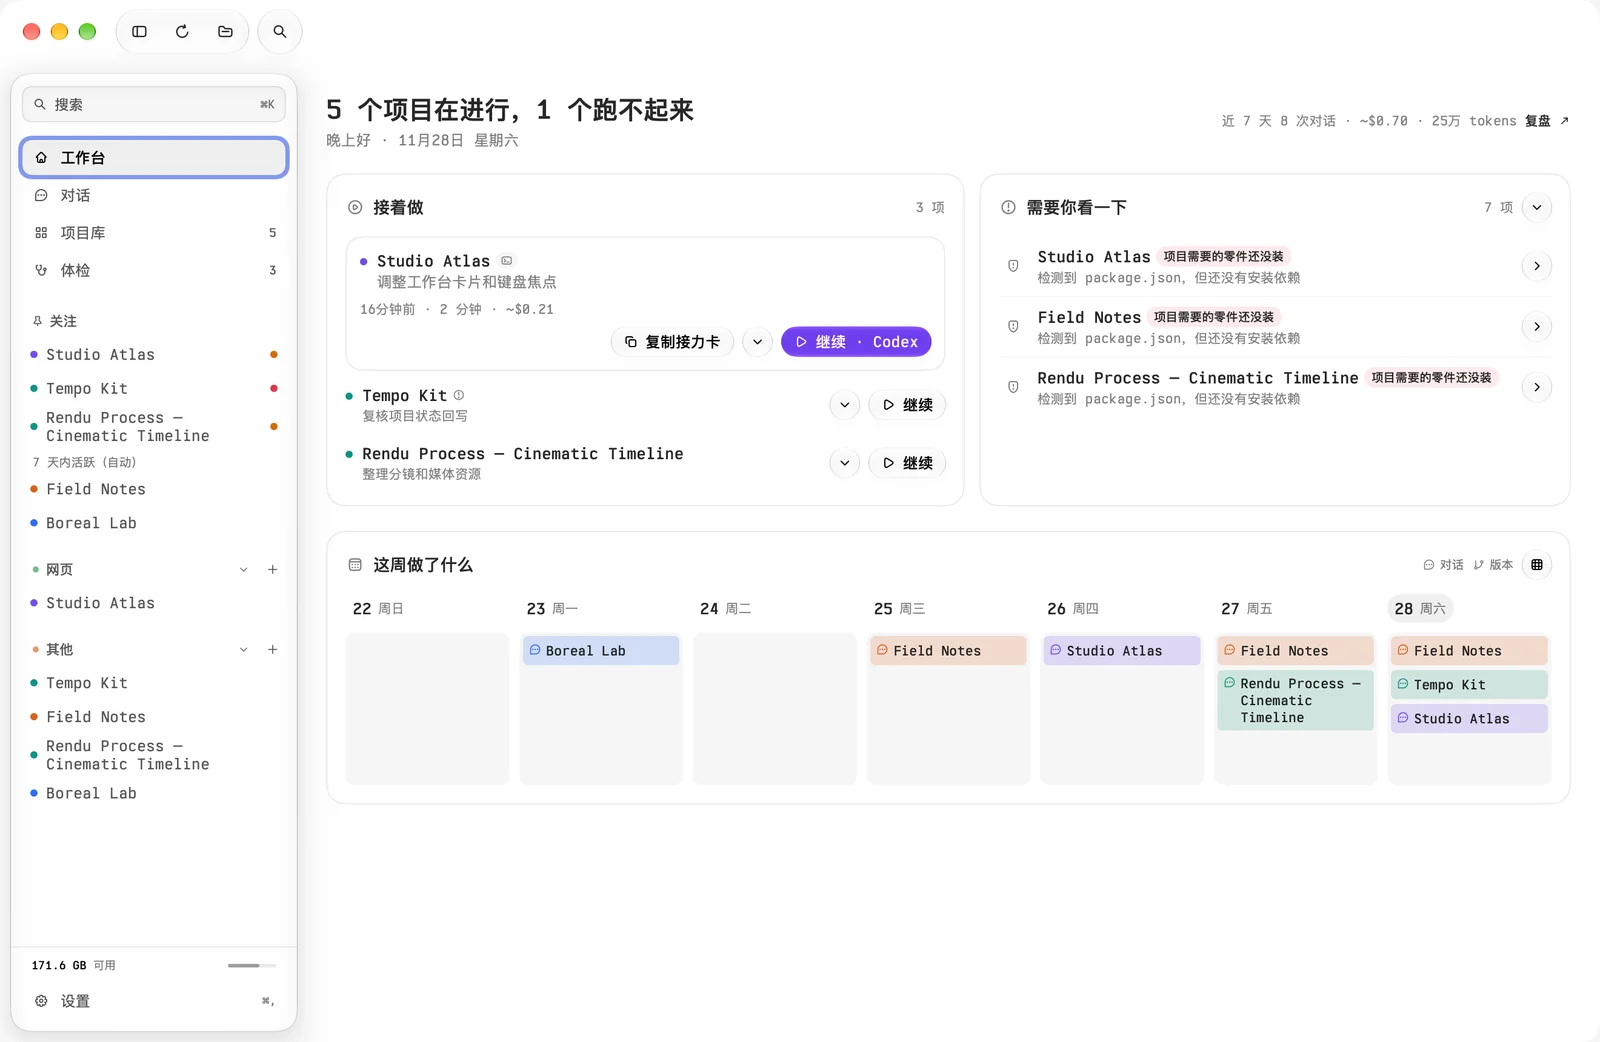 搜索 ⌘K
工作台
对话
项目库 5
体检 3
关注
Studio Atlas
Tempo Kit
Rendu Process —
Cinematic Timeline
7 天内活跃 (自动)
Field Notes
Boreal Lab
网页
Studio Atlas
其他
Tempo Kit
Field Notes
Rendu Process —
Cinematic Timeline
Boreal Lab
171.6 GB 可用
设置 ⌘,
5 个项目在进行, 1 个跑不起来
晚上好 · 11月28日 星期六
近 7 天 8 次对话 · ~$0.70 · 25万 tokens 复盘 ↗
接着做 3 项
Studio Atlas
调整工作台卡片和键盘焦点
16分钟前 · 2 分钟 · ~$0.21
复制接力卡 继续 · Codex
Tempo Kit
复核项目状态回写
继续
Rendu Process — Cinematic Timeline
整理分镜和媒体资源
继续
需要你看一下 7 项
Studio Atlas 项目需要的零件还没装
检测到 package.json, 但还没有安装依赖
Field Notes 项目需要的零件还没装
检测到 package.json, 但还没有安装依赖
Rendu Process — Cinematic Timeline 项目需要的零件还没装
检测到 package.json, 但还没有安装依赖
这周做了什么 对话 版本
22 周日 23 周一 24 周二 25 周三 26 周四 27 周五 28 周六
Boreal Lab
Field Notes
Studio Atlas
Field Notes
Rendu Process —
Cinematic
Timeline
Field Notes
Tempo Kit
Studio Atlas